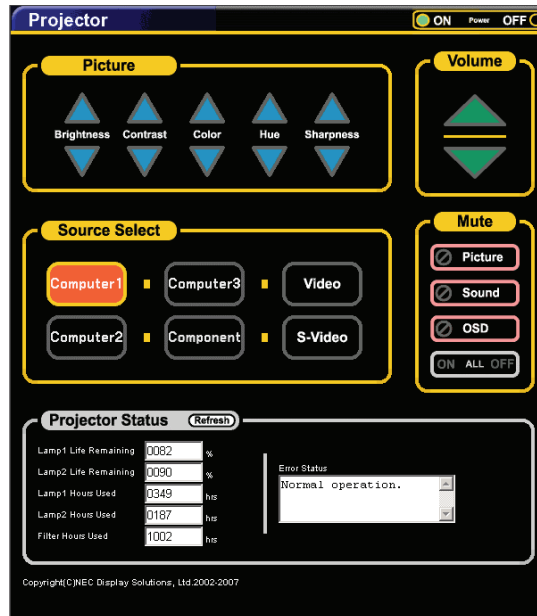 Projector
ON Power OFF
Picture
Volume
Brightness Contrast Color Hue Sharpness
Source Select
Mute
Computer1 Computer3 Video
Picture
Sound
Computer2 Component S-Video
OSD
ON ALL OFF
Projector Status Refresh
Lamp1 Life Remaining 0082 %
Lamp2 Life Remaining 0090 %
Lamp1 Hours Used 0349 hrs
Lamp2 Hours Used 0187 hrs
Filter Hours Used 1002 hrs
Error Status
Normal operation.
Copyright(C)NEC Display Solutions, Ltd.2002-2007